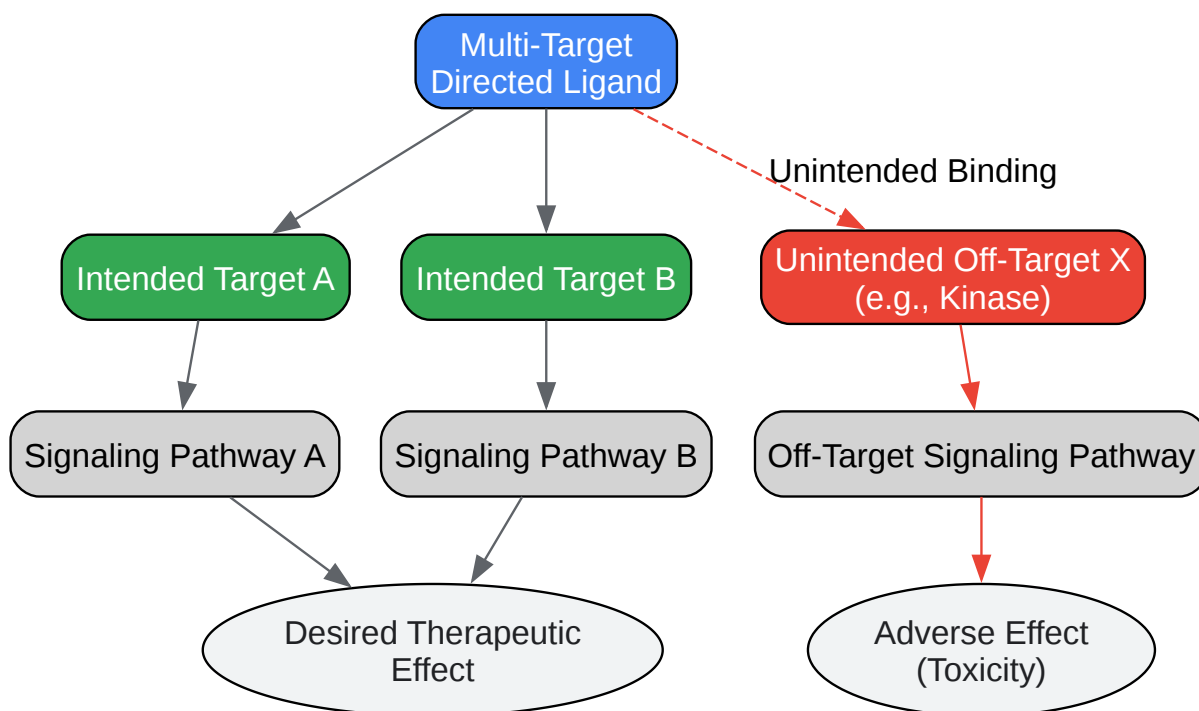 Multi-Target
Directed Ligand
Unintended Binding
Intended Target A
Intended Target B
Unintended Off-Target X
(e.g., Kinase)
Signaling Pathway A
Signaling Pathway B
Off-Target Signaling Pathway
Desired Therapeutic
Effect
Adverse Effect
(Toxicity)